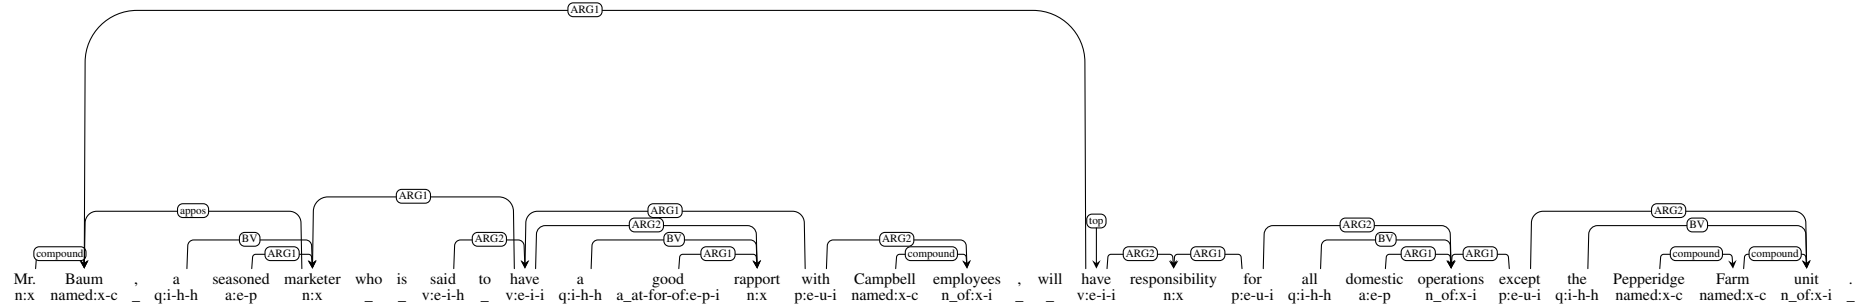 ARG1
ARG1
appos ARG1 top ARG2
ARG2 ARG2 BV
BV ARG2 BV ARG2 BV
compound ARG1 ARG1 compound ARG2 ARG1 ARG1 ARG1 compound compound
Mr. Baum , a seasoned marketer who is said to have a good rapport with Campbell employees , will have responsibility for all domestic operations except the Pepperidge Farm unit .
n:x named:x-c _ q:i-h-h a:e-p n:x _ _ v:e-i-h _ v:e-i-i q:i-h-h a_at-for-of:e-p-i n:x p:e-u-i named:x-c n_of:x-i _ _ v:e-i-i n:x p:e-u-i q:i-h-h a:e-p n_of:x-i p:e-u-i q:i-h-h named:x-c named:x-c n_of:x-i _